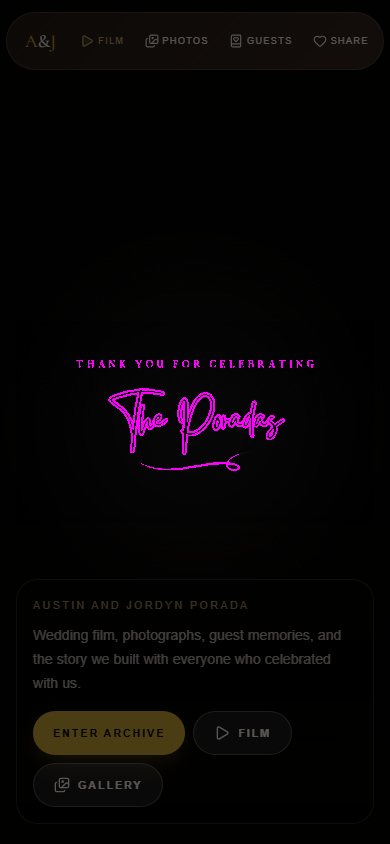 A&J
FILM
PHOTOS
GUESTS
SHARE
THANK YOU FOR CELEBRATING
The Poradas
AUSTIN AND JORDYN PORADA
Wedding film, photographs, guest memories, and
the story we built with everyone who celebrated
with us.
ENTER ARCHIVE
FILM
GALLERY